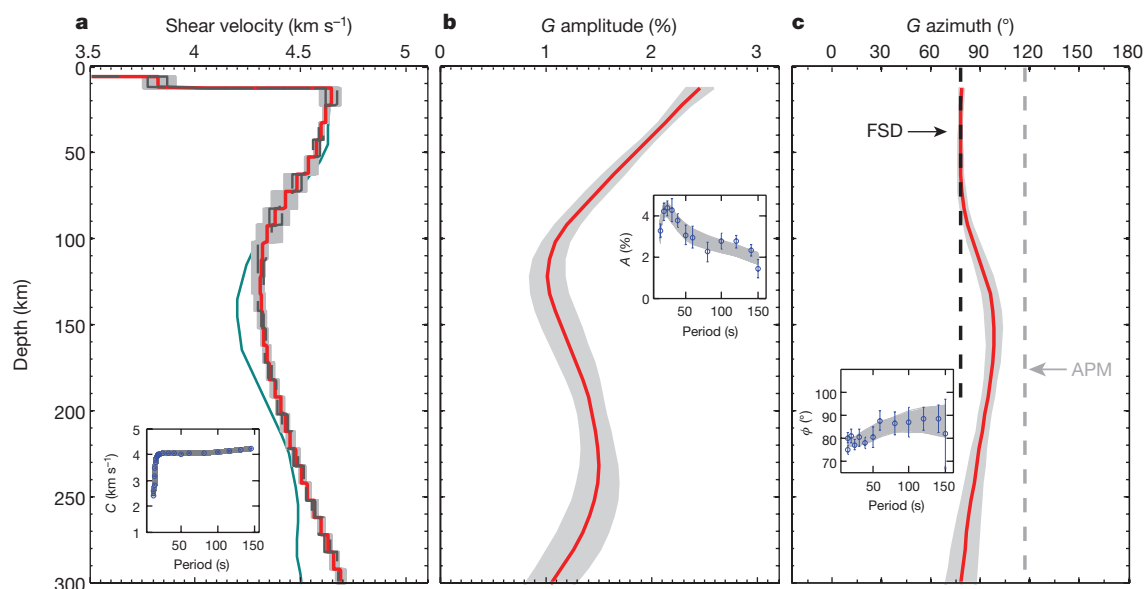 a
Shear velocity (km s⁻¹)
3.5 4 4.5 5
Depth (km)
0
50
100
150
200
250
300
C (km s⁻¹)
5
4
3
2
1
50 100 150
Period (s)
b
G amplitude (%)
0 1 2 3
A (%)
4
2
0
0 50 100 150
Period (s)
c
G azimuth (°)
0 30 60 90 120 150 180
FSD
APM
ϕ (°)
100
90
80
70
50 100 150
Period (s)